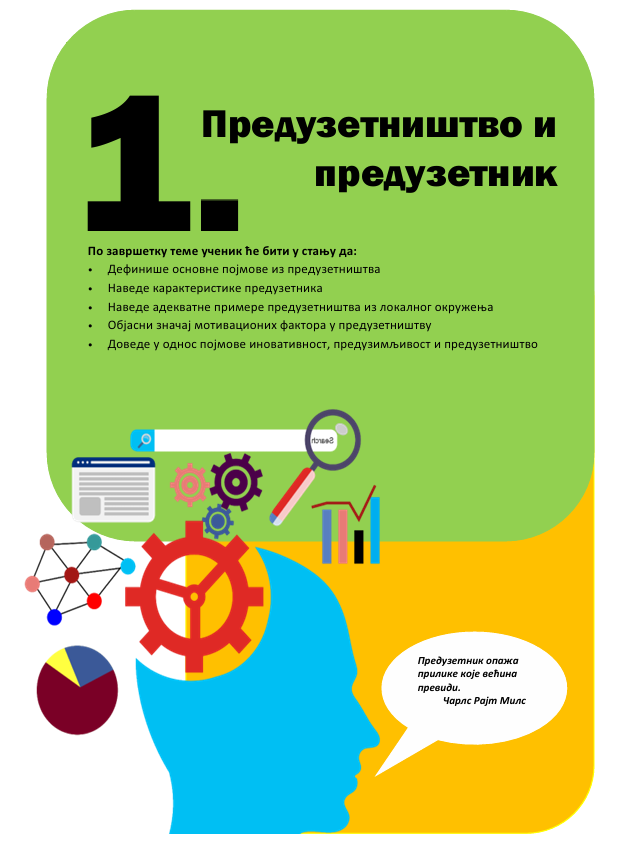 1.
Предузетништво и
предузетник
По завршетку теме ученик ће бити у стању да:
• Дефинише основне појмове из предузетништва
• Наведе карактеристике предузетника
• Наведе адекватне примере предузетништва из локалног окружења
• Објасни значај мотивационих фактора у предузетништву
• Доведе у однос појмове иновативност, предузимљивост и предузетништво
Search
Предузетник опажа
прилике које већина
превиди.
Чарлс Рајт Милс